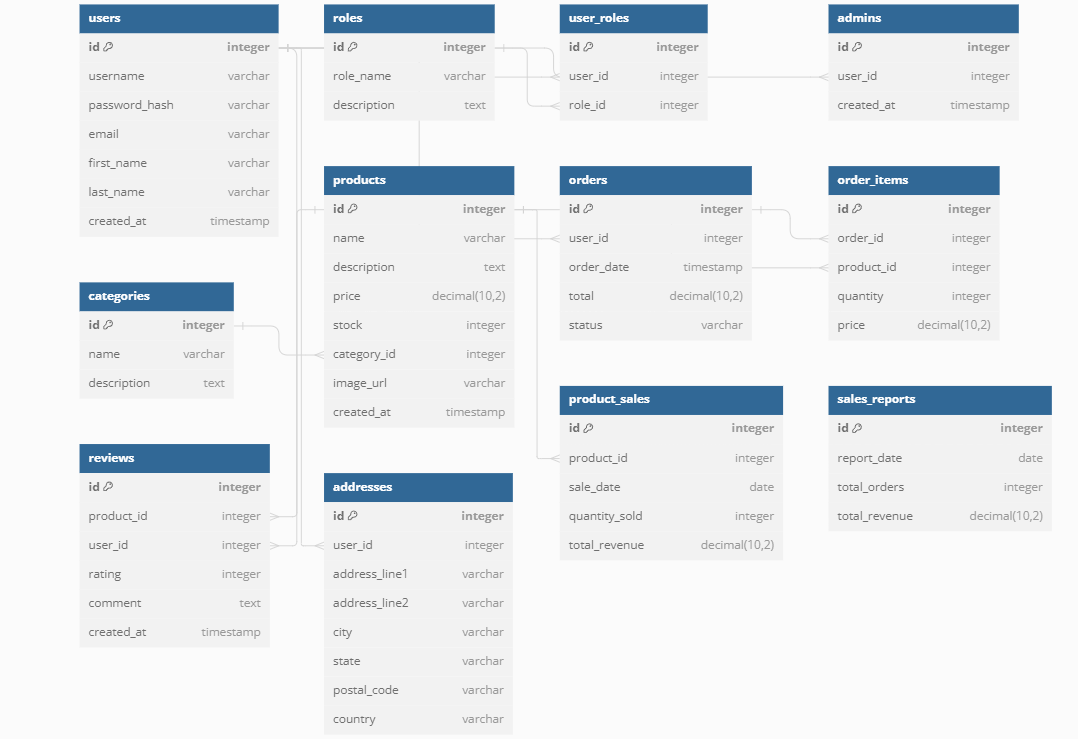 users
id integer
username varchar
password_hash varchar
email varchar
first_name varchar
last_name varchar
created_at timestamp
roles
id integer
role_name varchar
description text
user_roles
id integer
user_id integer
role_id integer
admins
id integer
user_id integer
created_at timestamp
products
id integer
name varchar
description text
price decimal(10,2)
stock integer
category_id integer
image_url varchar
created_at timestamp
orders
id integer
user_id integer
order_date timestamp
total decimal(10,2)
status varchar
order_items
id integer
order_id integer
product_id integer
quantity integer
price decimal(10,2)
categories
id integer
name varchar
description text
product_sales
id integer
product_id integer
sale_date date
quantity_sold integer
total_revenue decimal(10,2)
sales_reports
id integer
report_date date
total_orders integer
total_revenue decimal(10,2)
reviews
id integer
product_id integer
user_id integer
rating integer
comment text
created_at timestamp
addresses
id integer
user_id integer
address_line1 varchar
address_line2 varchar
city varchar
state varchar
postal_code varchar
country varchar